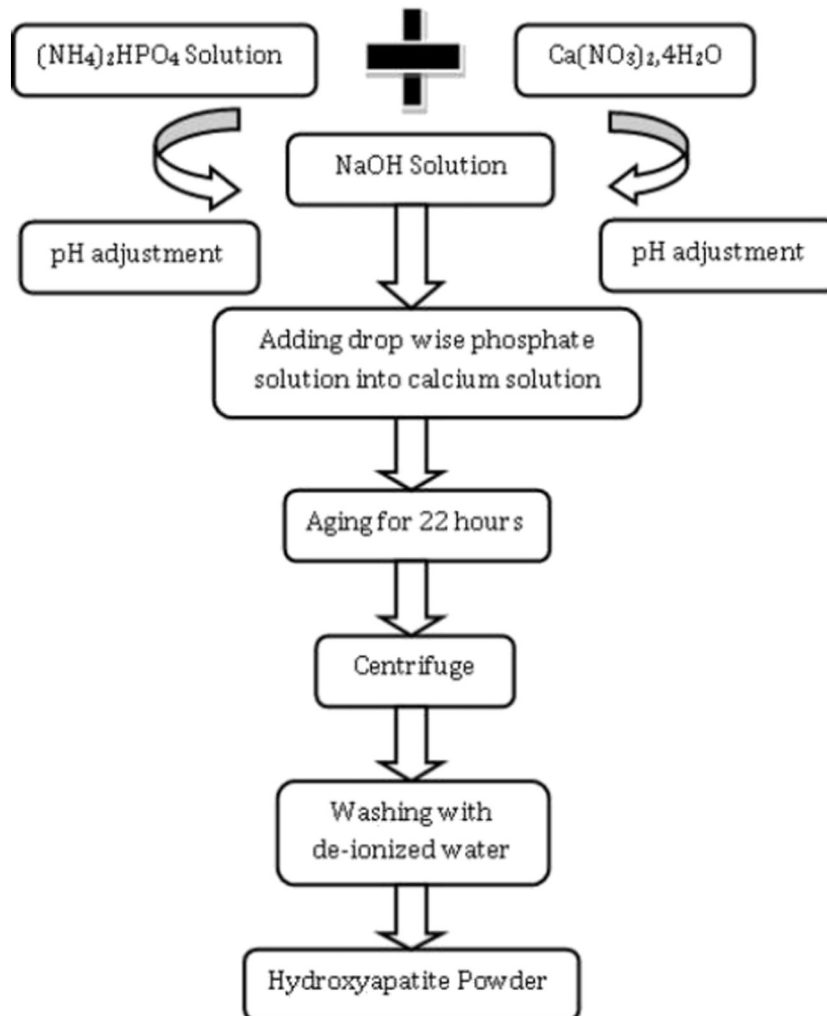 (NH₄)₂HPO₄ Solution
Ca(NO₃)₂,4H₂O
NaOH Solution
pH adjustment
pH adjustment
Adding drop wise phosphate
solution into calcium solution
Aging for 22 hours
Centrifuge
Washing with
de-ionized water
Hydroxyapatite Powder